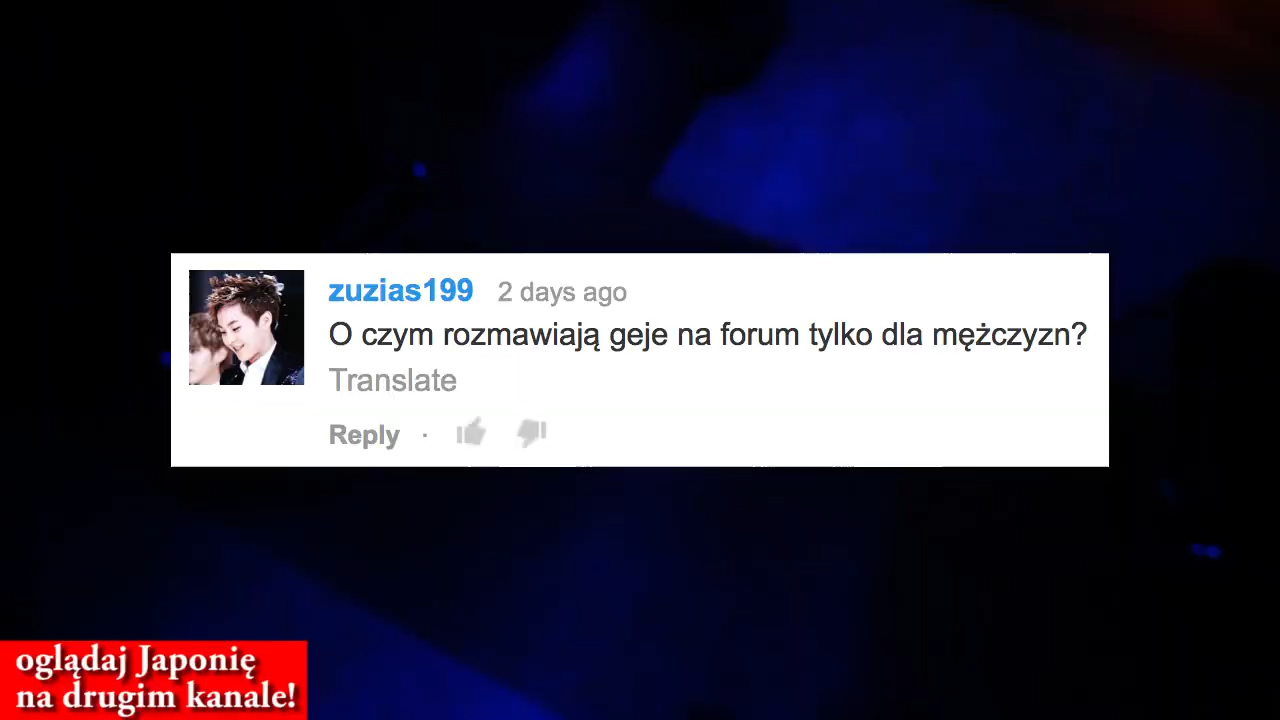 zuzias199 2 days ago
O czym rozmawiają geje na forum tylko dla mężczyzn?
Translate
Reply ·
oglądaj Japonię
na drugim kanale!